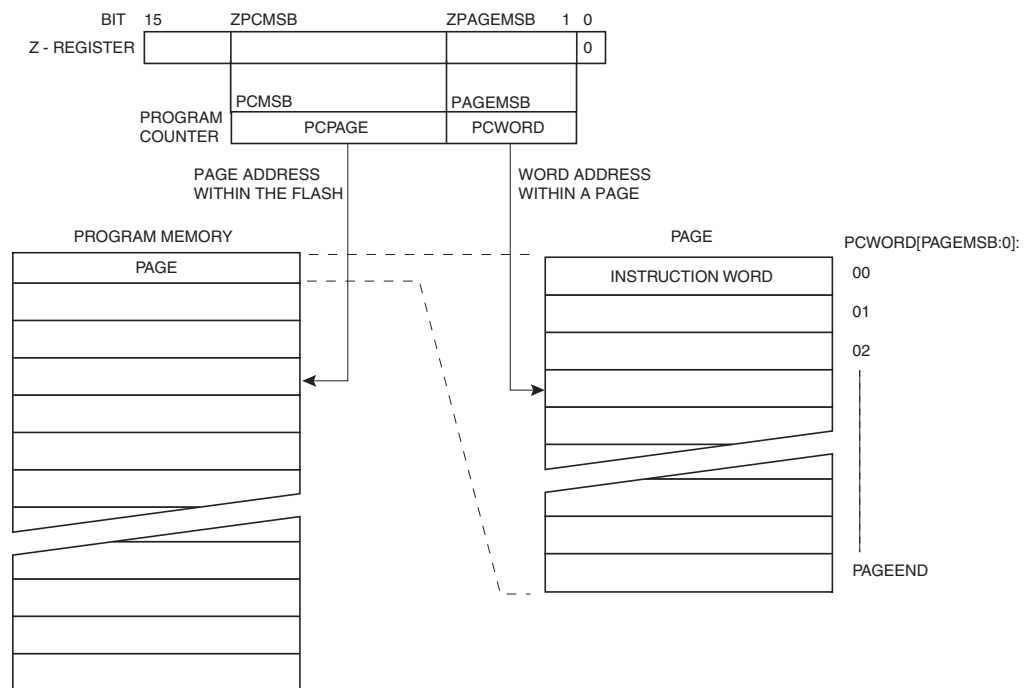 BIT 15 ZPCMSB ZPAGEMSB 1 0
Z - REGISTER 0
PCMSB PAGEMSB
PROGRAM
COUNTER
PCPAGE PCWORD
PAGE ADDRESS
WITHIN THE FLASH
WORD ADDRESS
WITHIN A PAGE
PROGRAM MEMORY
PAGE
PAGE
PCWORD[PAGEMSB:0]:
INSTRUCTION WORD
00
01
02
PAGEEND